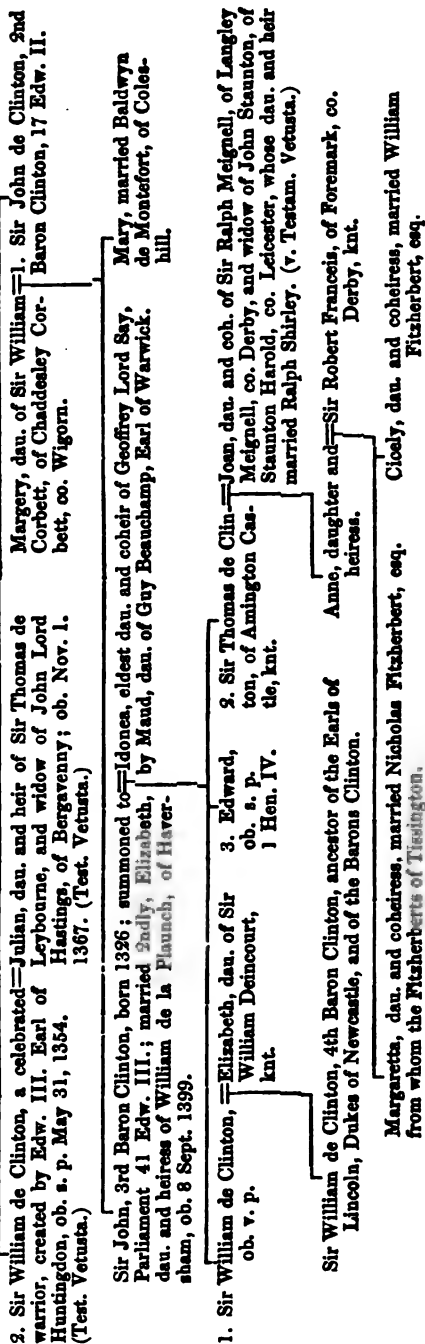 2. Sir William de Clinton, a celebrated=Julian, dau. and heir of Sir Thomas de
warrior, created by Edw. III. Earl of Leybourne, and widow of John Lord
Huntingdon, ob. s. p. May 31, 1354. Hastings, of Bergavenny; ob. Nov. 1.
(Test. Vetusta.) 1367. (Test. Vetusta.)
Margery, dau. of Sir William=1. Sir John de Clinton, 2nd
Corbett, of Chaddesley Cor- Baron Clinton, 17 Edw. II.
bett, co. Wigorn.
Sir John, 3rd Baron Clinton, born 1326; summoned to=Idonea, eldest dau. and coheir of Geoffrey Lord Say,
Parliament 41 Edw. III.; married 2ndly, Elizabeth, by Maud, dau. of Guy Beauchamp, Earl of Warwick.
dau. and heiress of William de la Plaunch, of Haver-
sham, ob. 8 Sept. 1399.
Mary, married Baldwyn
de Montefort, of Coles-
hill.
1. Sir William de Clinton,=Elizabeth, dau. of Sir
ob. v. p. William Deincourt,
knt.
3. Edward,
ob. s. p.
1 Hen. IV.
2. Sir Thomas de Clin-=Joan, dau. and coh. of Sir Ralph Meignell, of Langley
ton, of Amington Cas- Meignell, co. Derby, and widow of John Staunton, of
tle, knt. Staunton Harold, co. Leicester, whose dau. and heir
married Ralph Shirley. (v. Testam. Vetusta.)
Sir William de Clinton, 4th Baron Clinton, ancestor of the Earls of
Lincoln, Dukes of Newcastle, and of the Barons Clinton.
Anne, daughter and=Sir Robert Franceis, of Foremark, co.
heiress. Derby, knt.
Margaretta, dau. and coheiress, married Nicholas Fitzherbert, esq.
from whom the Fitzherberts of Tissington.
Cicely, dau. and coheiress, married William
Fitzherbert, esq.